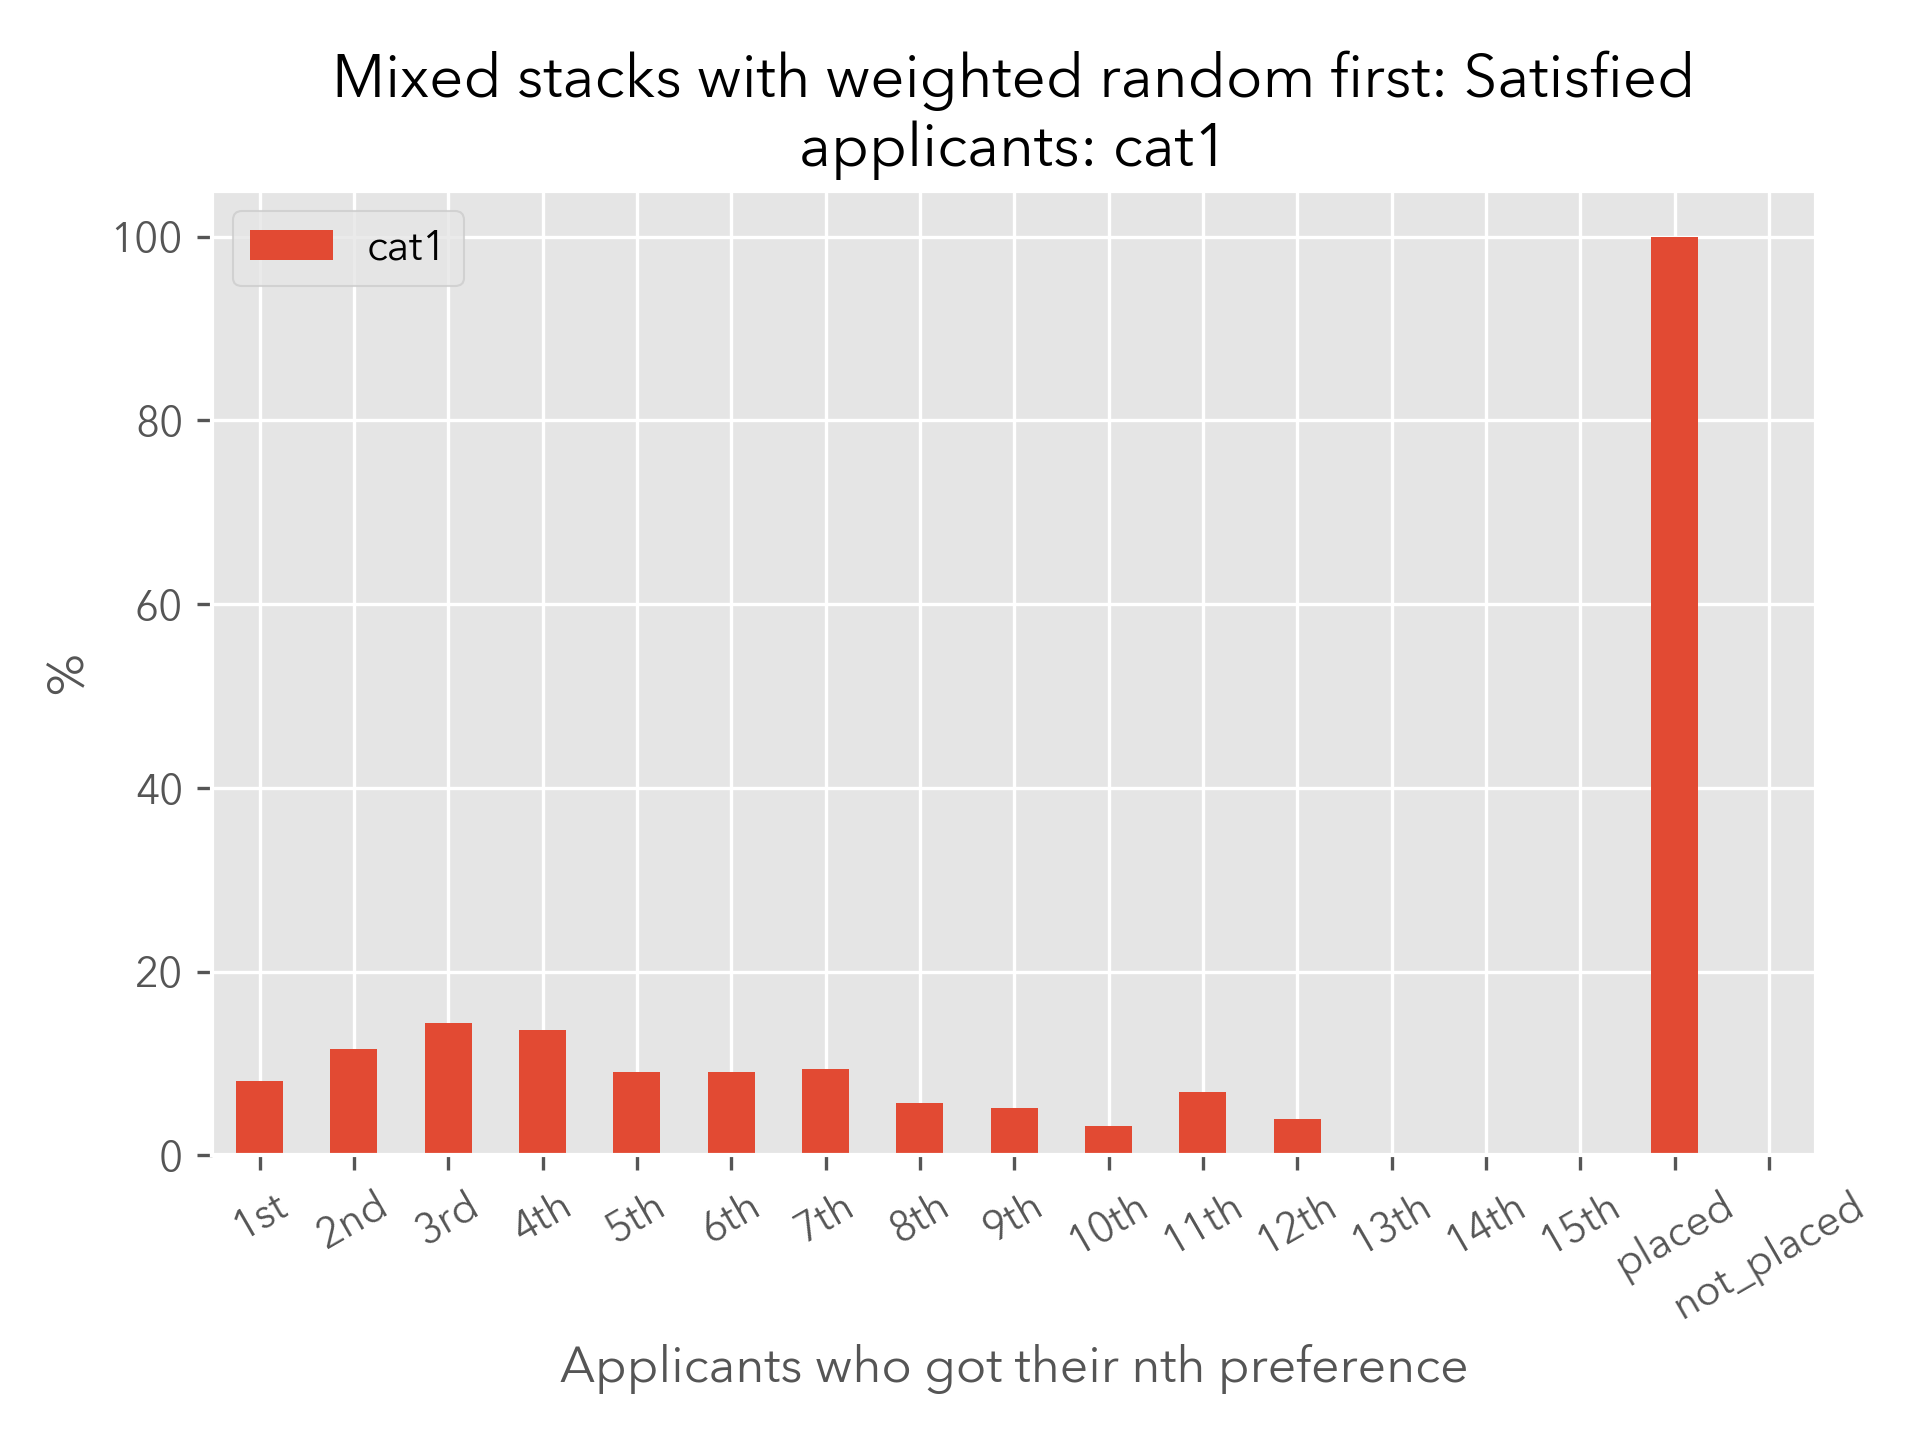 Mixed stacks with weighted random first: Satisfied
applicants: cat1
cat1
100
80
60
40
20
0
%
1st
2nd
3rd
4th
5th
6th
7th
8th
9th
10th
11th
12th
13th
14th
15th
placed
not_placed
Applicants who got their nth preference